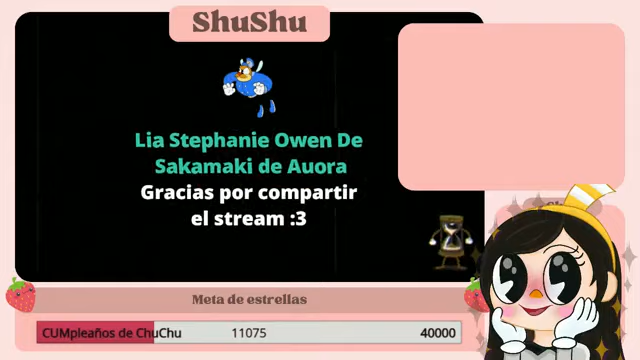 ShuShu
Lia Stephanie Owen De
Sakamaki de Auora
Gracias por compartir
el stream :3
Meta de estrellas
CUMpleaños de ChuChu 11075 40000